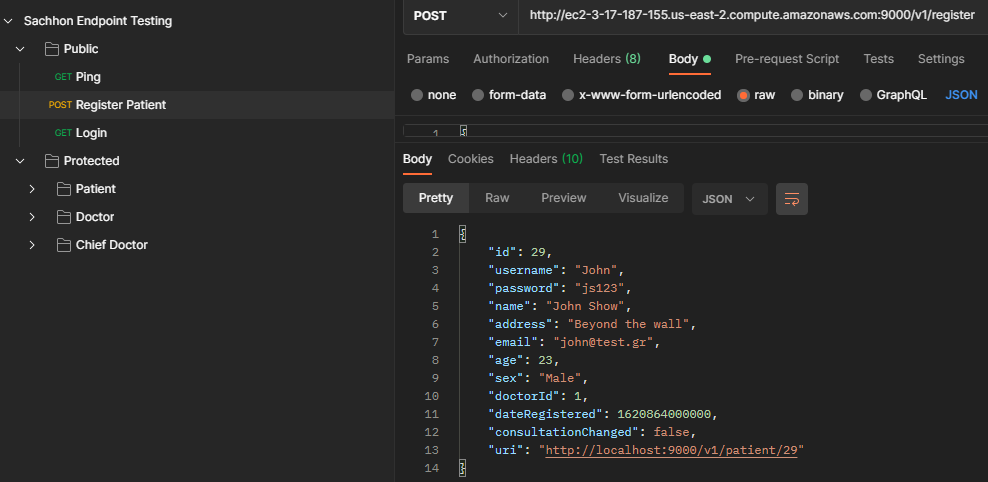 Sachhon Endpoint Testing
Public
GET Ping
POST Register Patient
GET Login
Protected
Patient
Doctor
Chief Doctor
POST http://ec2-3-17-187-155.us-east-2.compute.amazonaws.com:9000/v1/register
Params Authorization Headers (8) Body Pre-request Script Tests Settings
none form-data x-www-form-urlencoded raw binary GraphQL JSON
1 {
Body Cookies Headers (10) Test Results
Pretty Raw Preview Visualize JSON
1 {
2 "id": 29,
3 "username": "John",
4 "password": "js123",
5 "name": "John Show",
6 "address": "Beyond the wall",
7 "email": "john@test.gr",
8 "age": 23,
9 "sex": "Male",
10 "doctorId": 1,
11 "dateRegistered": 1620864000000,
12 "consultationChanged": false,
13 "uri": "http://localhost:9000/v1/patient/29"
14 }